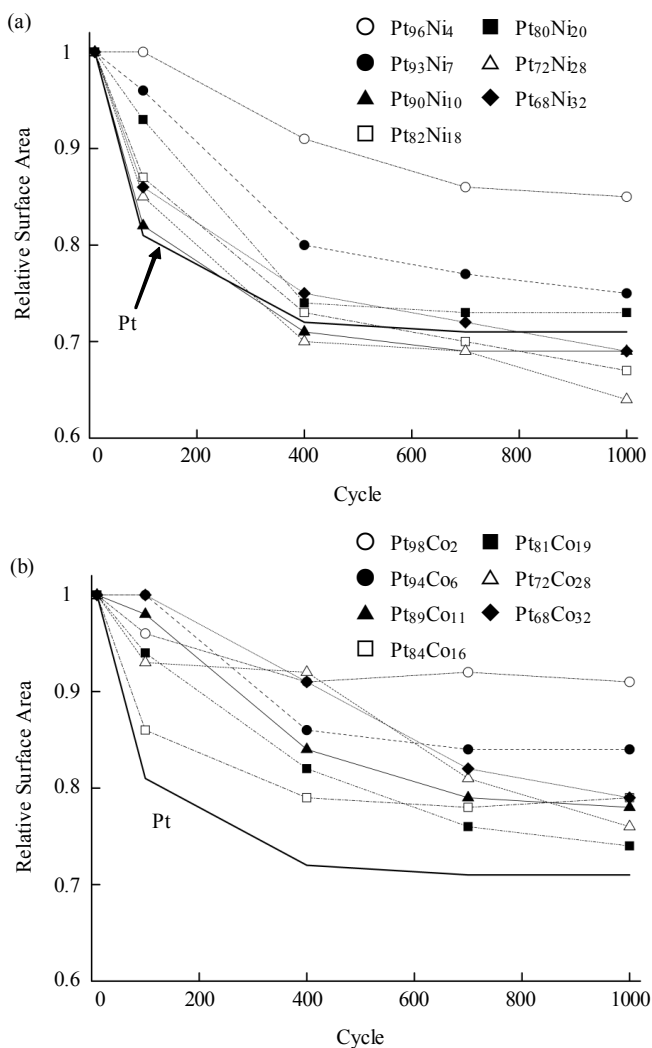 (a)
Pt96Ni4
Pt80Ni20
Pt93Ni7
Pt72Ni28
Pt90Ni10
Pt68Ni32
Pt82Ni18
1
0.9
0.8
0.7
0.6
Relative Surface Area
Pt
0 200 400 600 800 1000
Cycle
(b)
Pt98Co2
Pt81Co19
Pt94Co6
Pt72Co28
Pt89Co11
Pt68Co32
Pt84Co16
1
0.9
0.8
0.7
0.6
Relative Surface Area
Pt
0 200 400 600 800 1000
Cycle